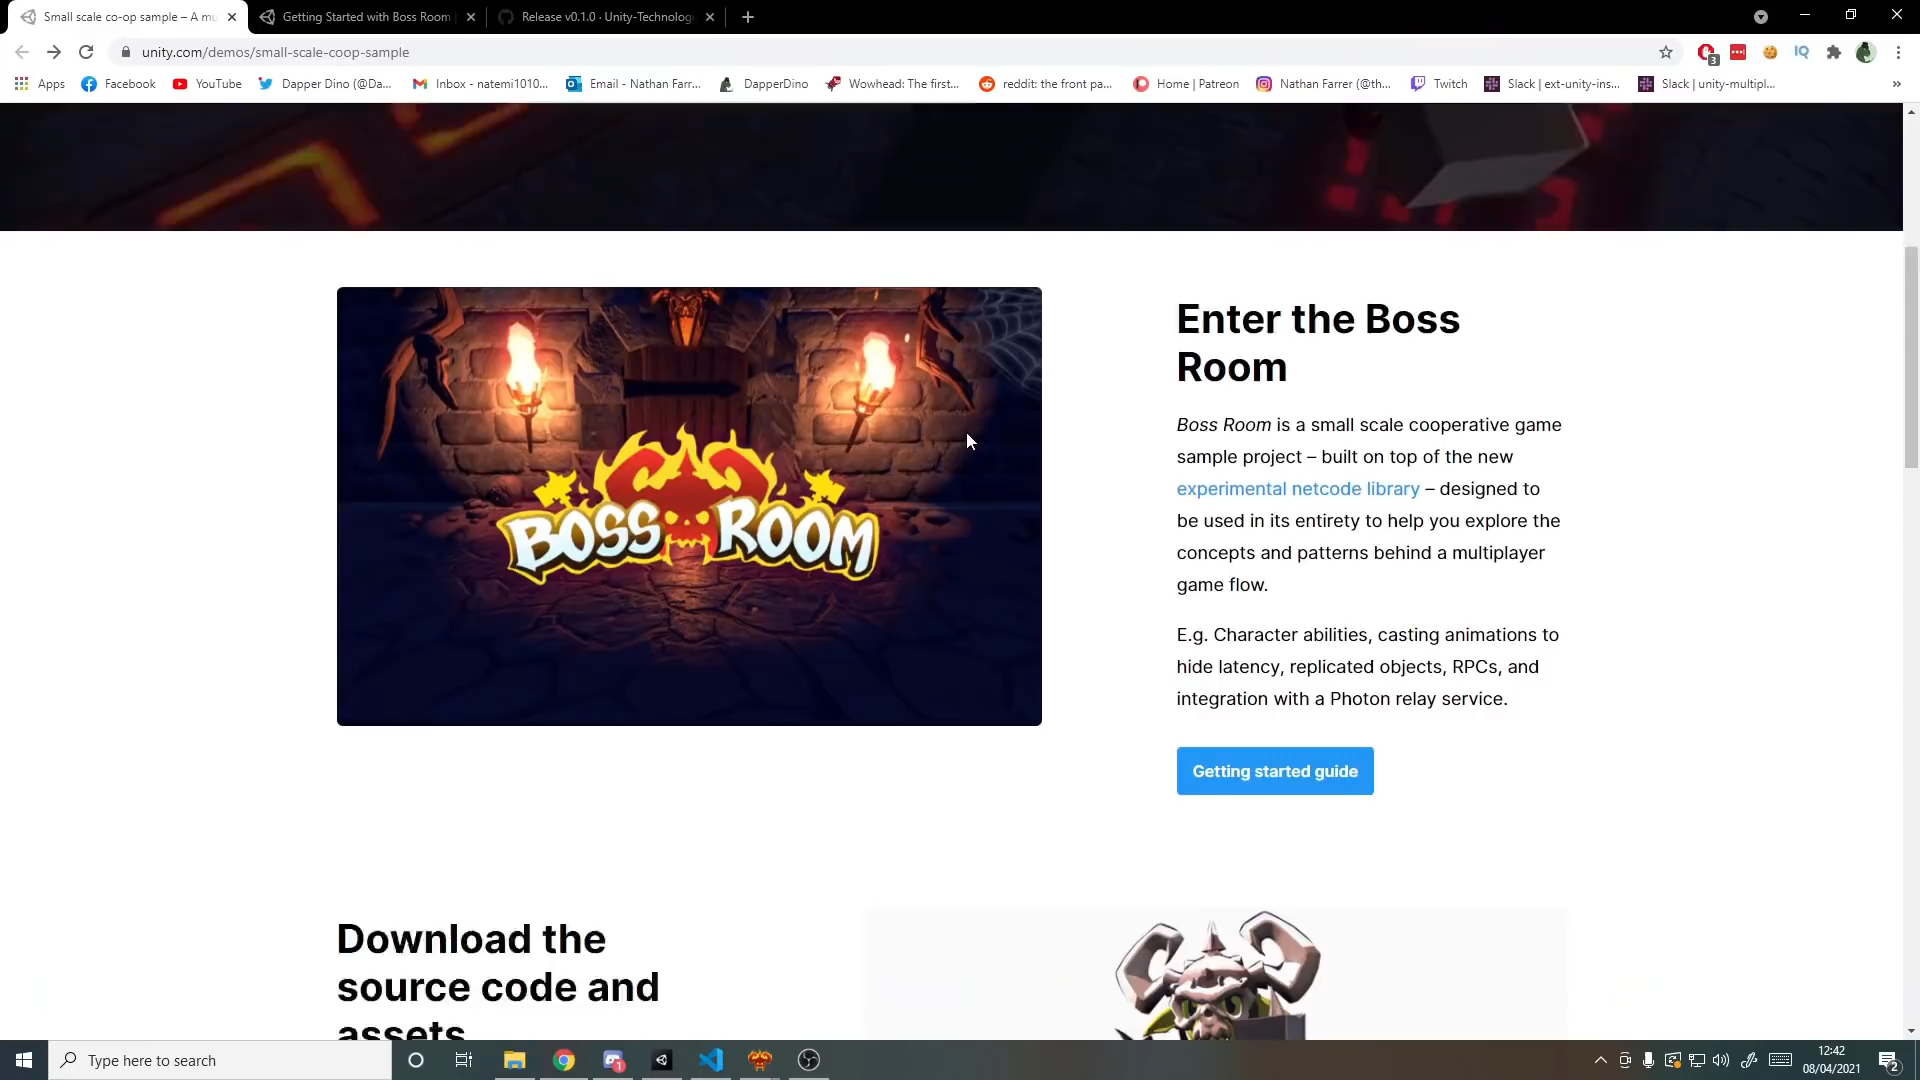 Small scale co-op sample – A mu
Getting Started with Boss Room
Release v0.1.0 · Unity-Technolog
unity.com/demos/small-scale-coop-sample
3
Apps
Facebook
YouTube
Dapper Dino (@Da...
Inbox - natemi1010...
Email - Nathan Farr...
DapperDino
Wowhead: The first...
reddit: the front pa...
Home | Patreon
Nathan Farrer (@th...
Twitch
Slack | ext-unity-ins...
Slack | unity-multipl...
»
BOSS ROOM
Enter the Boss
Room
Boss Room is a small scale cooperative game
sample project – built on top of the new
experimental netcode library – designed to
be used in its entirety to help you explore the
concepts and patterns behind a multiplayer
game flow.
E.g. Character abilities, casting animations to
hide latency, replicated objects, RPCs, and
integration with a Photon relay service.
Getting started guide
Download the
source code and
assets
Type here to search
1
12:42
08/04/2021
2